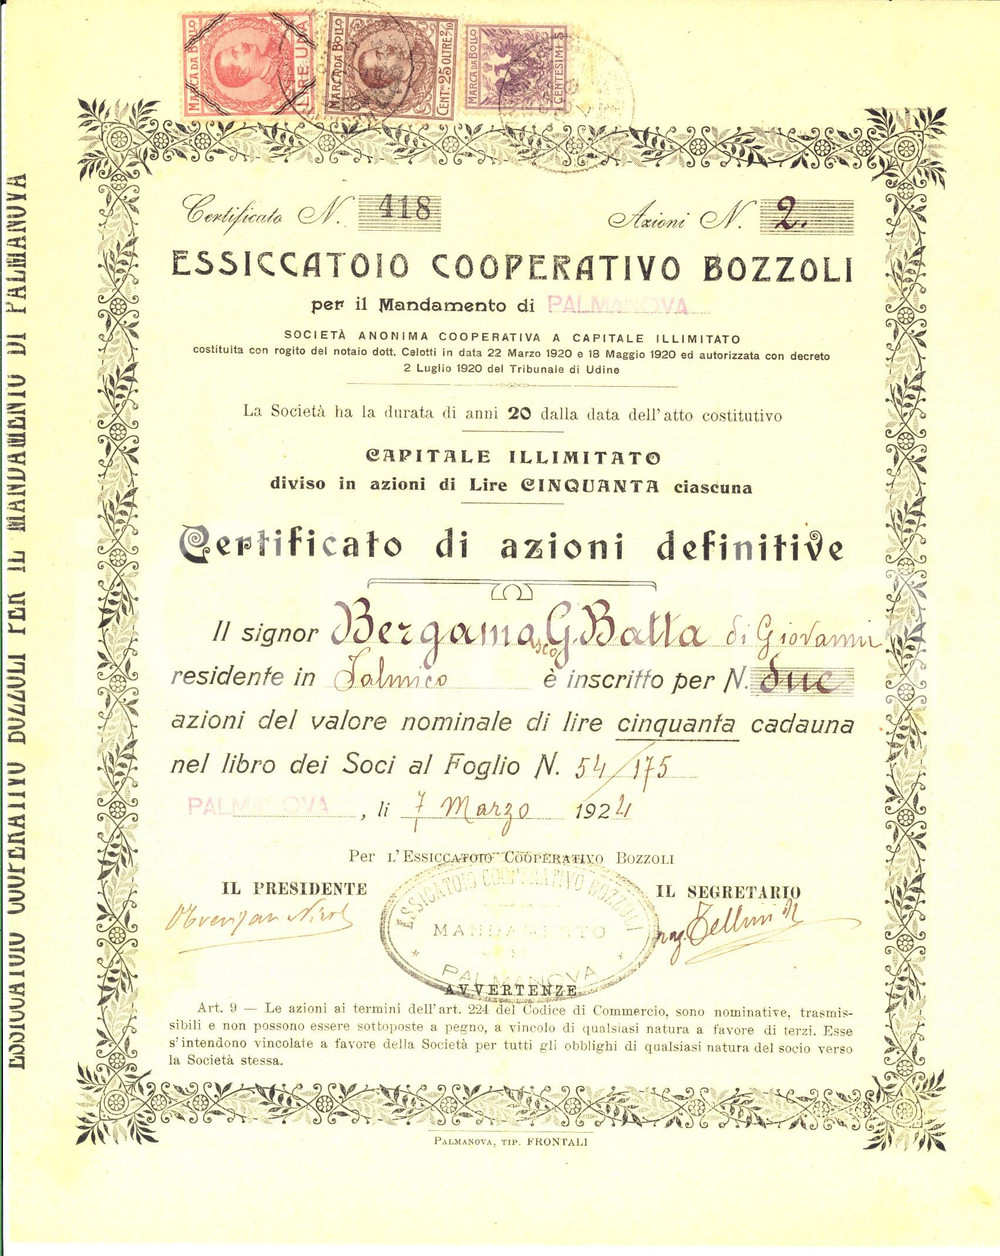 MARCA DA BOLLO LIRE UNA
MARCA DA BOLLO CENT.MI 25 OLTRE 2/10
MARCA DA BOLLO CENTESIMI 5
Certificato N. 418
Azioni N. 2.
ESSICCATOIO COOPERATIVO BOZZOLI
per il Mandamento di PALMANOVA
SOCIETÀ ANONIMA COOPERATIVA A CAPITALE ILLIMITATO
costituita con rogito del notaio dott. Celotti in data 22 Marzo 1920 e 18 Maggio 1920 ed autorizzata con decreto
2 Luglio 1920 del Tribunale di Udine
La Società ha la durata di anni 20 dalla data dell'atto costitutivo
CAPITALE ILLIMITATO
diviso in azioni di Lire CINQUANTA ciascuna
Certificato di azioni definitive
Il signor Bergamasco G. Batta di Giovanni
residente in Jalmico è inscritto per N. due
azioni del valore nominale di lire cinquanta cadauna
nel libro dei Soci al Foglio N. 54/175
PALMANOVA, li 7 Marzo 1924
Per l'Essiccatoio Cooperativo Bozzoli
IL PRESIDENTE
IL SEGRETARIO
rag. Tellini
ESSICCATOIO COOPERATIVO BOZZOLI
MANDAMENTO
PALMANOVA
AVVERTENZE
Art. 9 — Le azioni ai termini dell'art. 224 del Codice di Commercio, sono nominative, trasmis-
sibili e non possono essere sottoposte a pegno, a vincolo di qualsiasi natura a favore di terzi. Esse
s'intendono vincolate a favore della Società per tutti gli obblighi di qualsiasi natura del socio verso
la Società stessa.
Palmanova, tip. FRONTALI
ESSICCATOIO COOPERATIVO BOZZOLI PER IL MANDAMENTO DI PALMANOVA